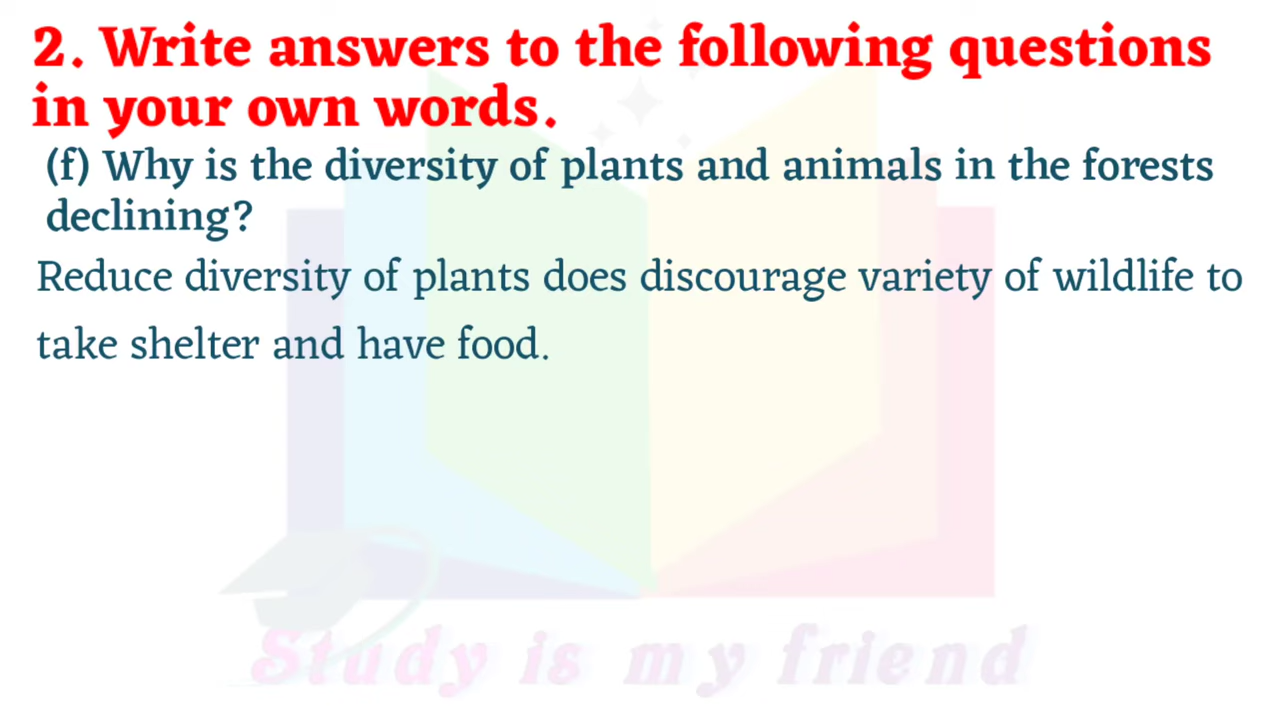 2. Write answers to the following questions
in your own words.
(f) Why is the diversity of plants and animals in the forests
declining?
Reduce diversity of plants does discourage variety of wildlife to
take shelter and have food.
Study is my friend